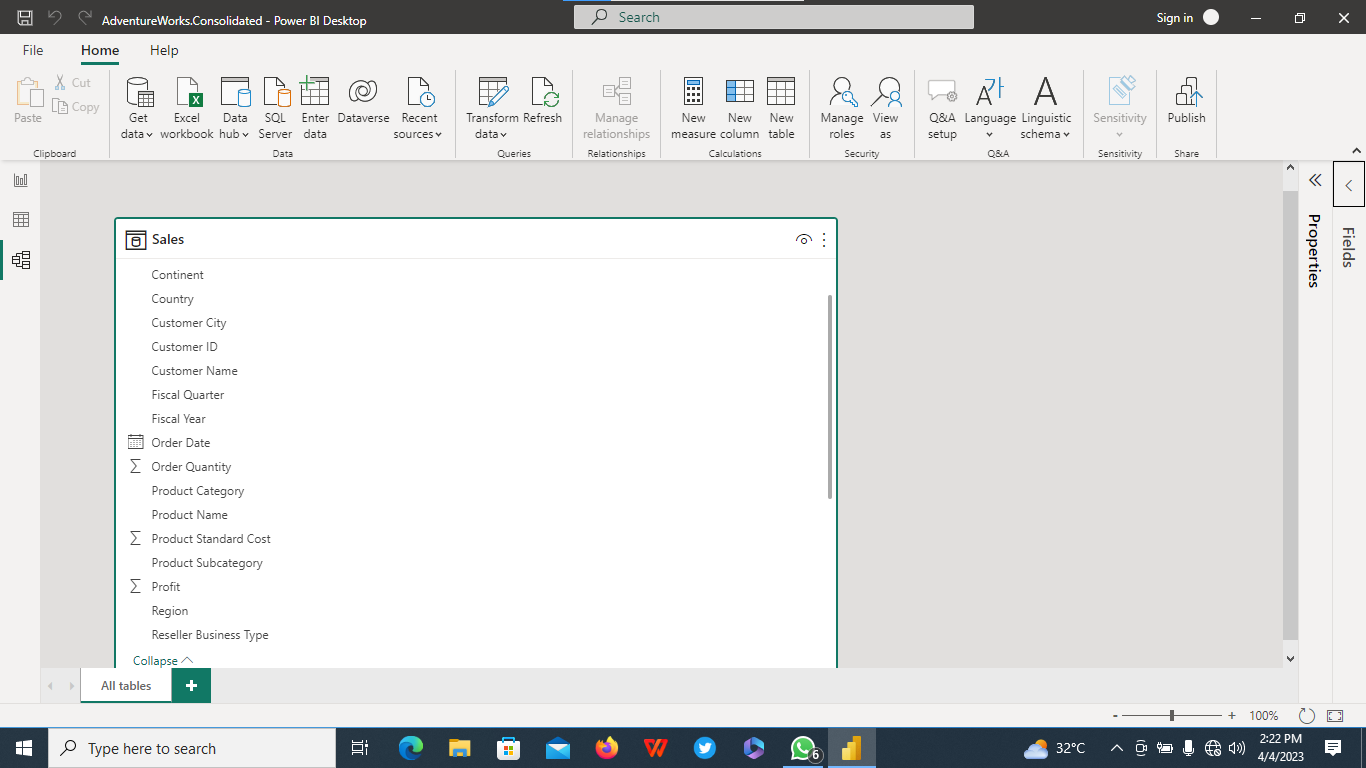 AdventureWorks.Consolidated - Power BI Desktop
Search
Sign in
File Home Help
Paste
Cut
Copy
Clipboard
Get data
Excel workbook
Data hub
SQL Server
Enter data
Dataverse
Recent sources
Data
Transform data
Refresh
Queries
Manage relationships
Relationships
New measure
New column
New table
Calculations
Manage roles
View as
Security
Q&A setup
Language
Linguistic schema
Q&A
Sensitivity
Sensitivity
Publish
Share
Sales
Continent
Country
Customer City
Customer ID
Customer Name
Fiscal Quarter
Fiscal Year
Order Date
Order Quantity
Product Category
Product Name
Product Standard Cost
Product Subcategory
Profit
Region
Reseller Business Type
Collapse
Properties
Fields
All tables
100%
Type here to search
6
32°C
2:22 PM
4/4/2023